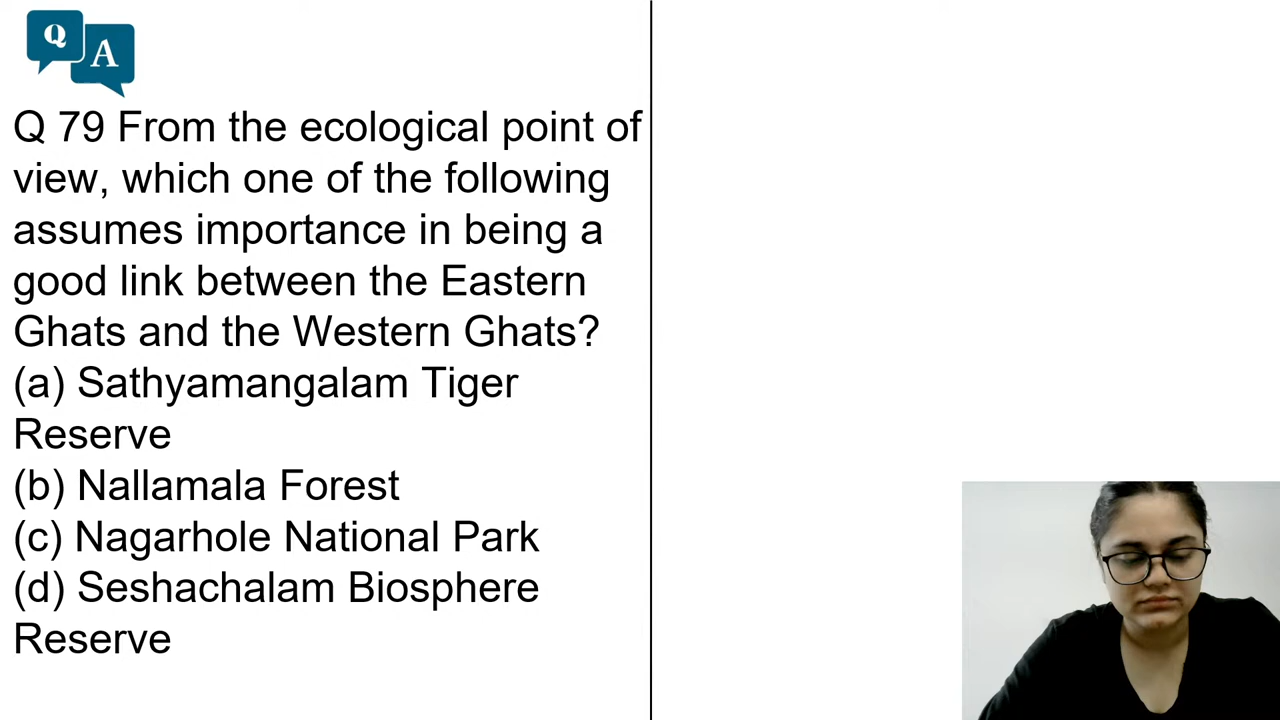 Q
A
Q 79 From the ecological point of
view, which one of the following
assumes importance in being a
good link between the Eastern
Ghats and the Western Ghats?
(a) Sathyamangalam Tiger
Reserve
(b) Nallamala Forest
(c) Nagarhole National Park
(d) Seshachalam Biosphere
Reserve